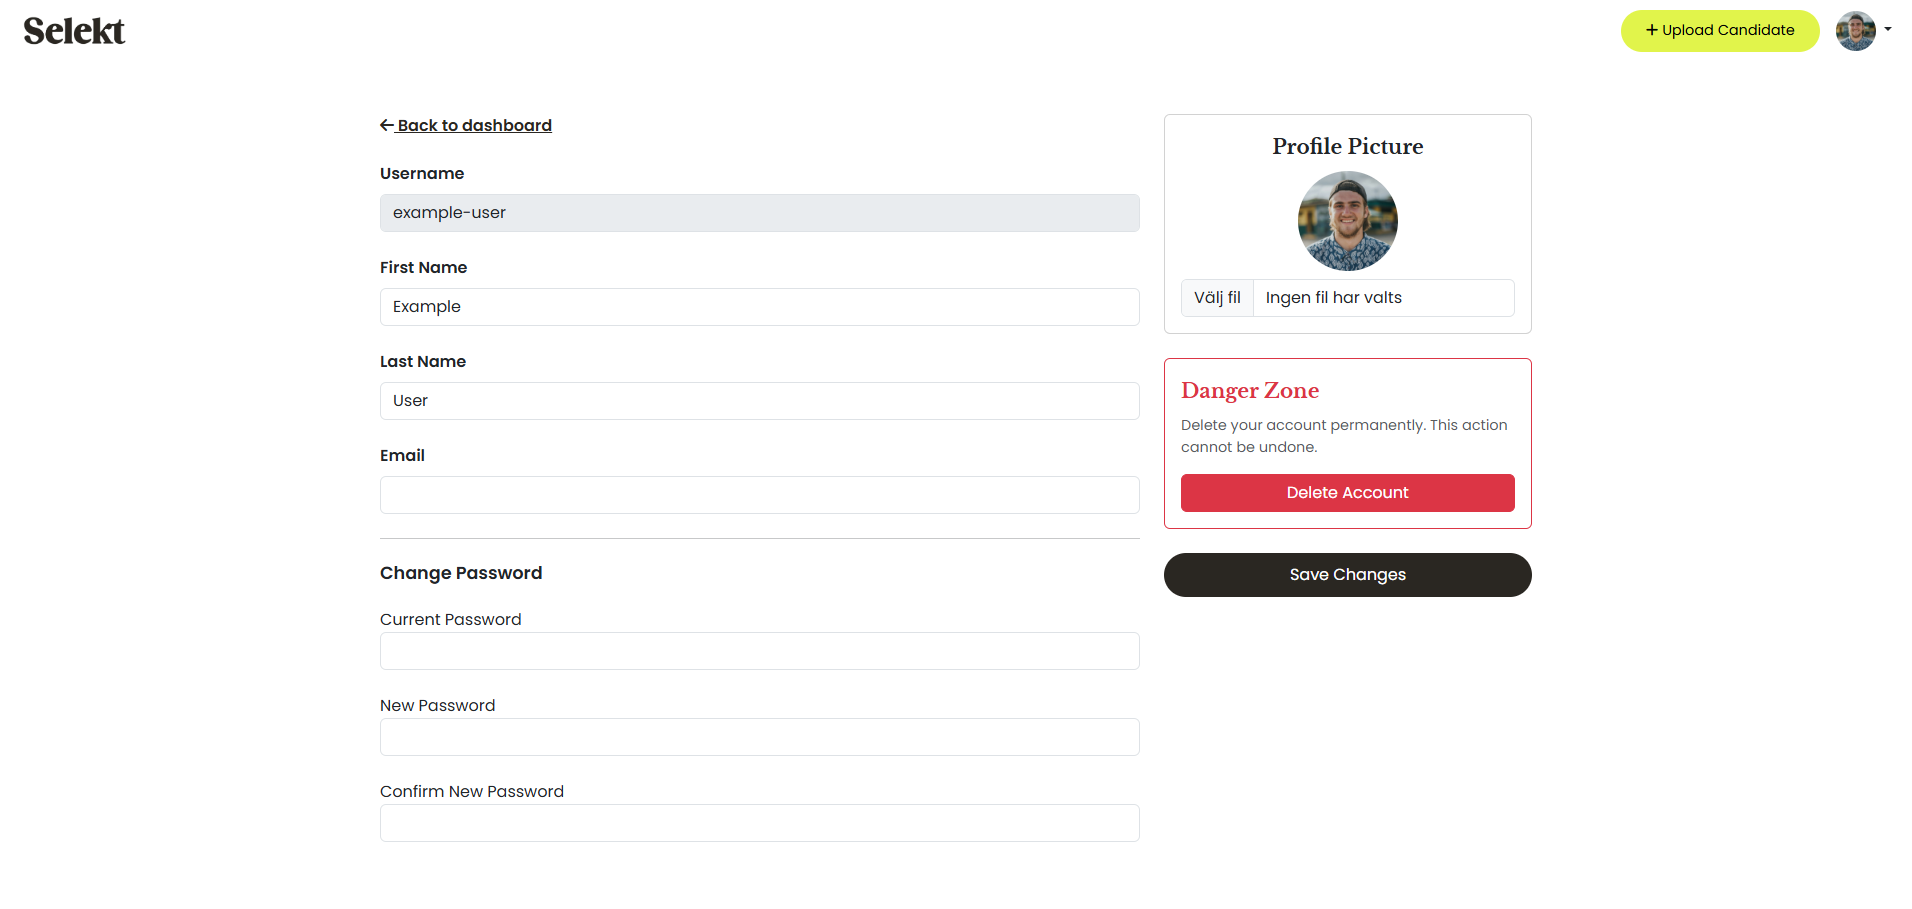 Selekt
+ Upload Candidate
← Back to dashboard
Username
example-user
First Name
Example
Last Name
User
Email
Change Password
Current Password
New Password
Confirm New Password
Profile Picture
Välj fil Ingen fil har valts
Danger Zone
Delete your account permanently. This action
cannot be undone.
Delete Account
Save Changes